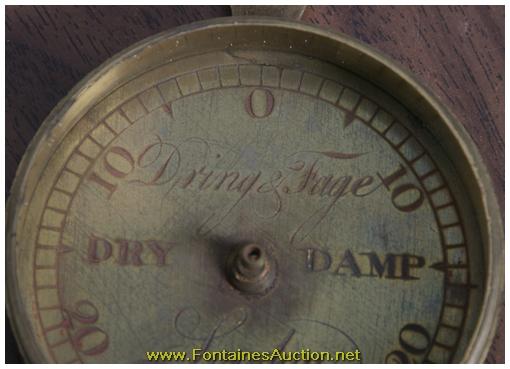 0
10 Dring & Fage 10
DRY DAMP
20 20
www.FontainesAuction.net